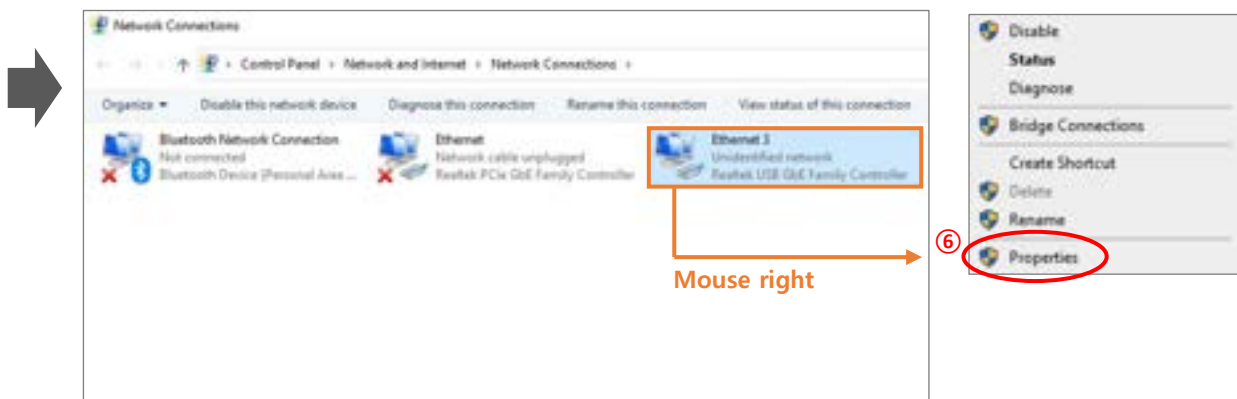 Network Connections
Control Panel › Network and Internet › Network Connections ›
Organize Disable this network device Diagnose this connection Rename this connection View status of this connection
Bluetooth Network Connection
Not connected
Bluetooth Device (Personal Area ...
Ethernet
Network cable unplugged
Realtek PCIe GbE Family Controller
Ethernet 3
Unidentified network
Realtek USB GbE Family Controller
Mouse right
Disable
Status
Diagnose
Bridge Connections
Create Shortcut
Delete
Rename
⑥
Properties